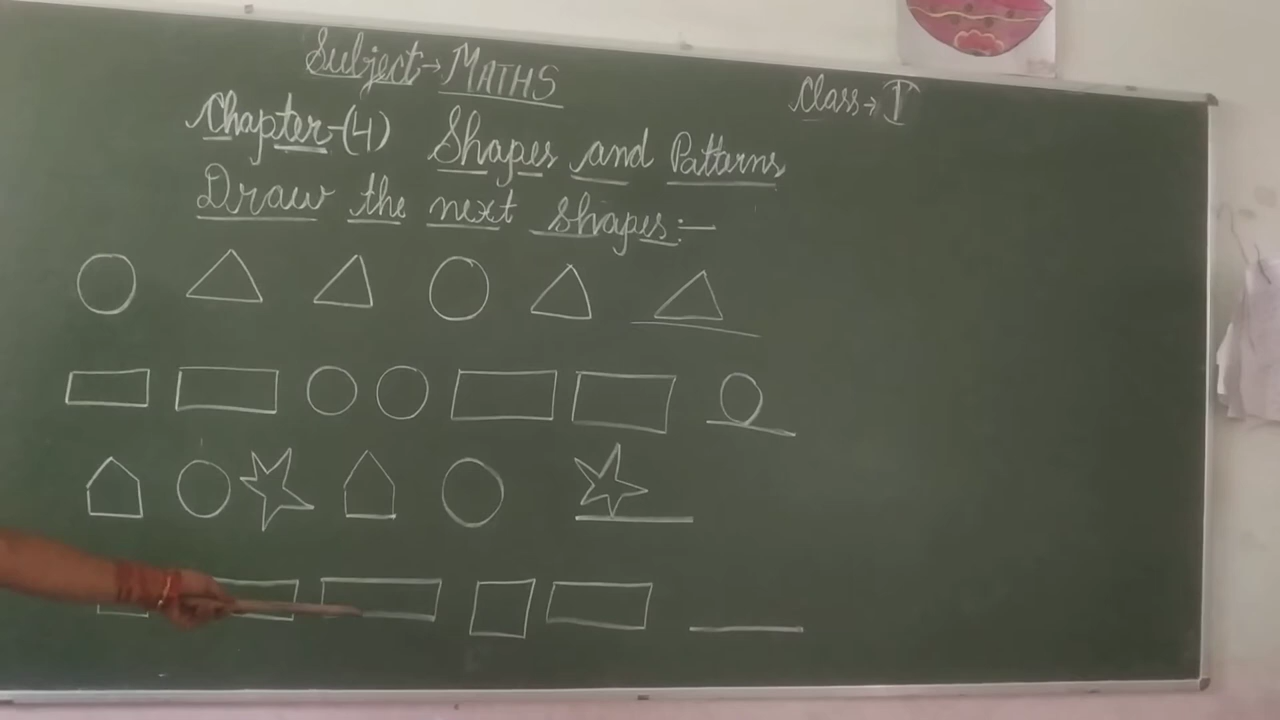 Subject→ MATHS
Class→ I
Chapter-(4) Shapes and Patterns
Draw the next shapes:-